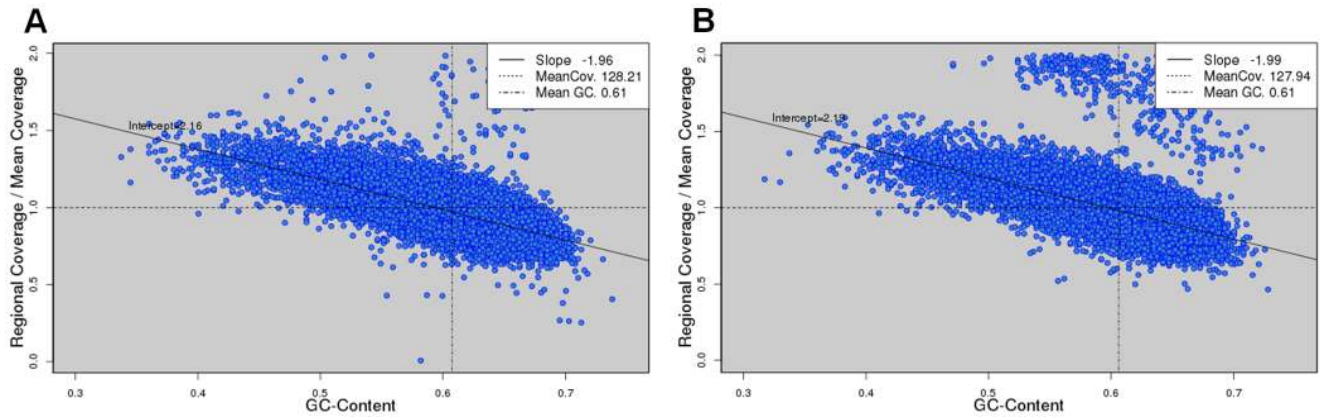 A
Regional Coverage / Mean Coverage
2.0
1.5
1.0
0.5
0.0
Slope -1.96
MeanCov. 128.21
Mean GC. 0.61
Intercept=2.16
0.3 0.4 0.5 0.6 0.7
GC-Content
B
Regional Coverage / Mean Coverage
2.0
1.5
1.0
0.5
0.0
Slope -1.99
MeanCov. 127.94
Mean GC. 0.61
Intercept=2.19
0.3 0.4 0.5 0.6 0.7
GC-Content